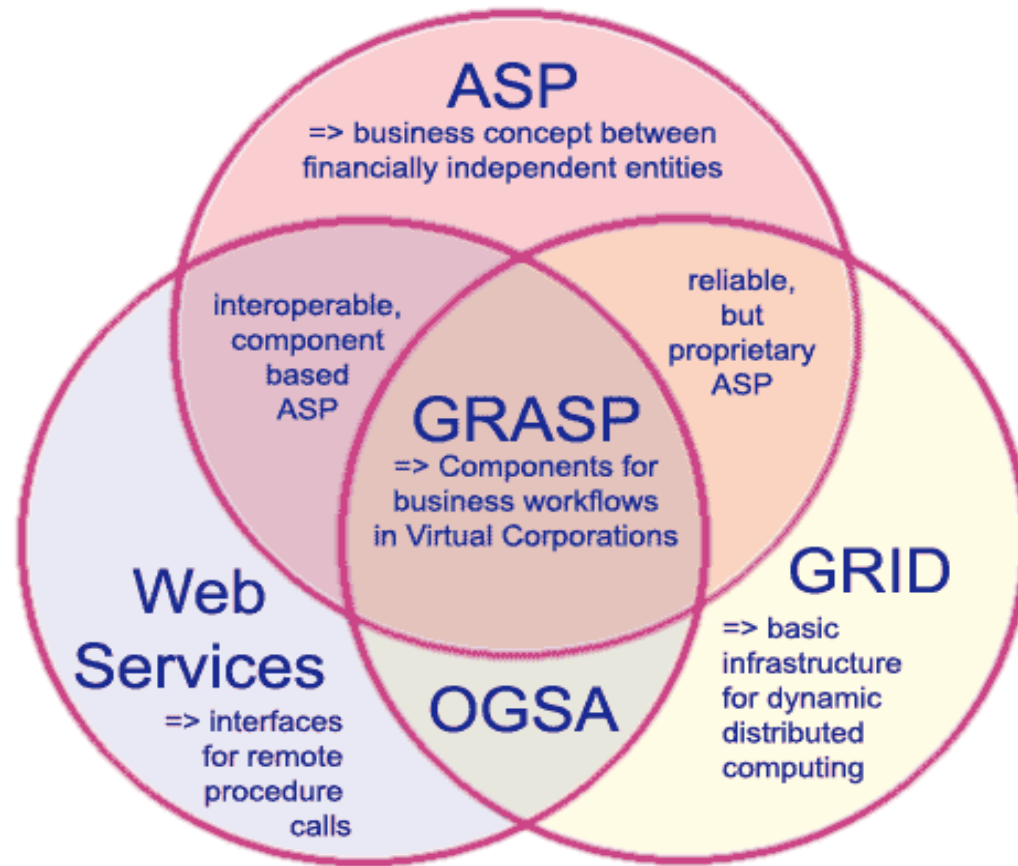 ASP
=> business concept between
financially independent entities
interoperable,
component
based
ASP
reliable,
but
proprietary
ASP
GRASP
=> Components for
business workflows
in Virtual Corporations
Web
Services
=> interfaces
for remote
procedure
calls
OGSA
GRID
=> basic
infrastructure
for dynamic
distributed
computing